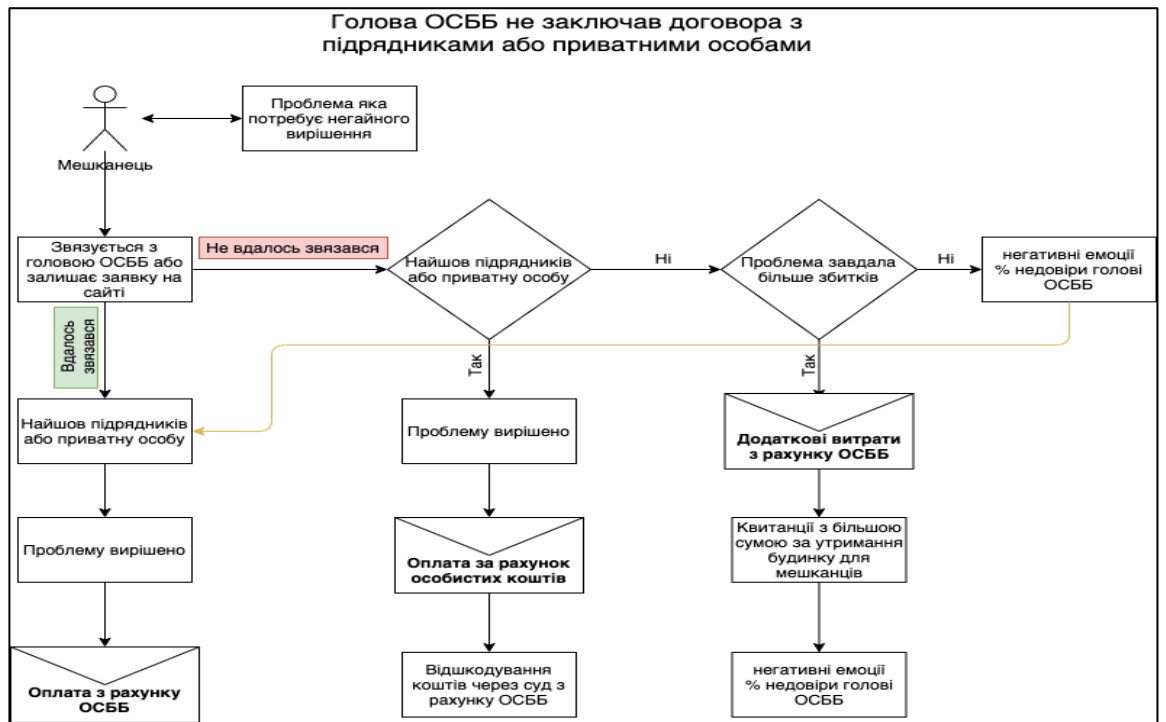 Голова ОСББ не заключав договора з
підрядниками або приватними особами
Проблема яка
потребує негайного
вирішення
Мешканець
Звязується з
головою ОСББ або
залишає заявку на
сайті
Не вдалось звязався
Найшов підрядників
або приватну особу
Ні
Проблема завдала
більше збитків
Ні
негативні емоції
% недовіри голові
ОСББ
Вдалось
звязався
Так
Так
Найшов підрядників
або приватну особу
Проблему вирішено
Додаткові витрати
з рахунку ОСББ
Проблему вирішено
Оплата за рахунок
особистих коштів
Квитанції з більшою
сумою за утримання
будинку для
мешканців
Оплата з рахунку
ОСББ
Відшкодування
коштів через суд з
рахунку ОСББ
негативні емоції
% недовіри голові
ОСББ